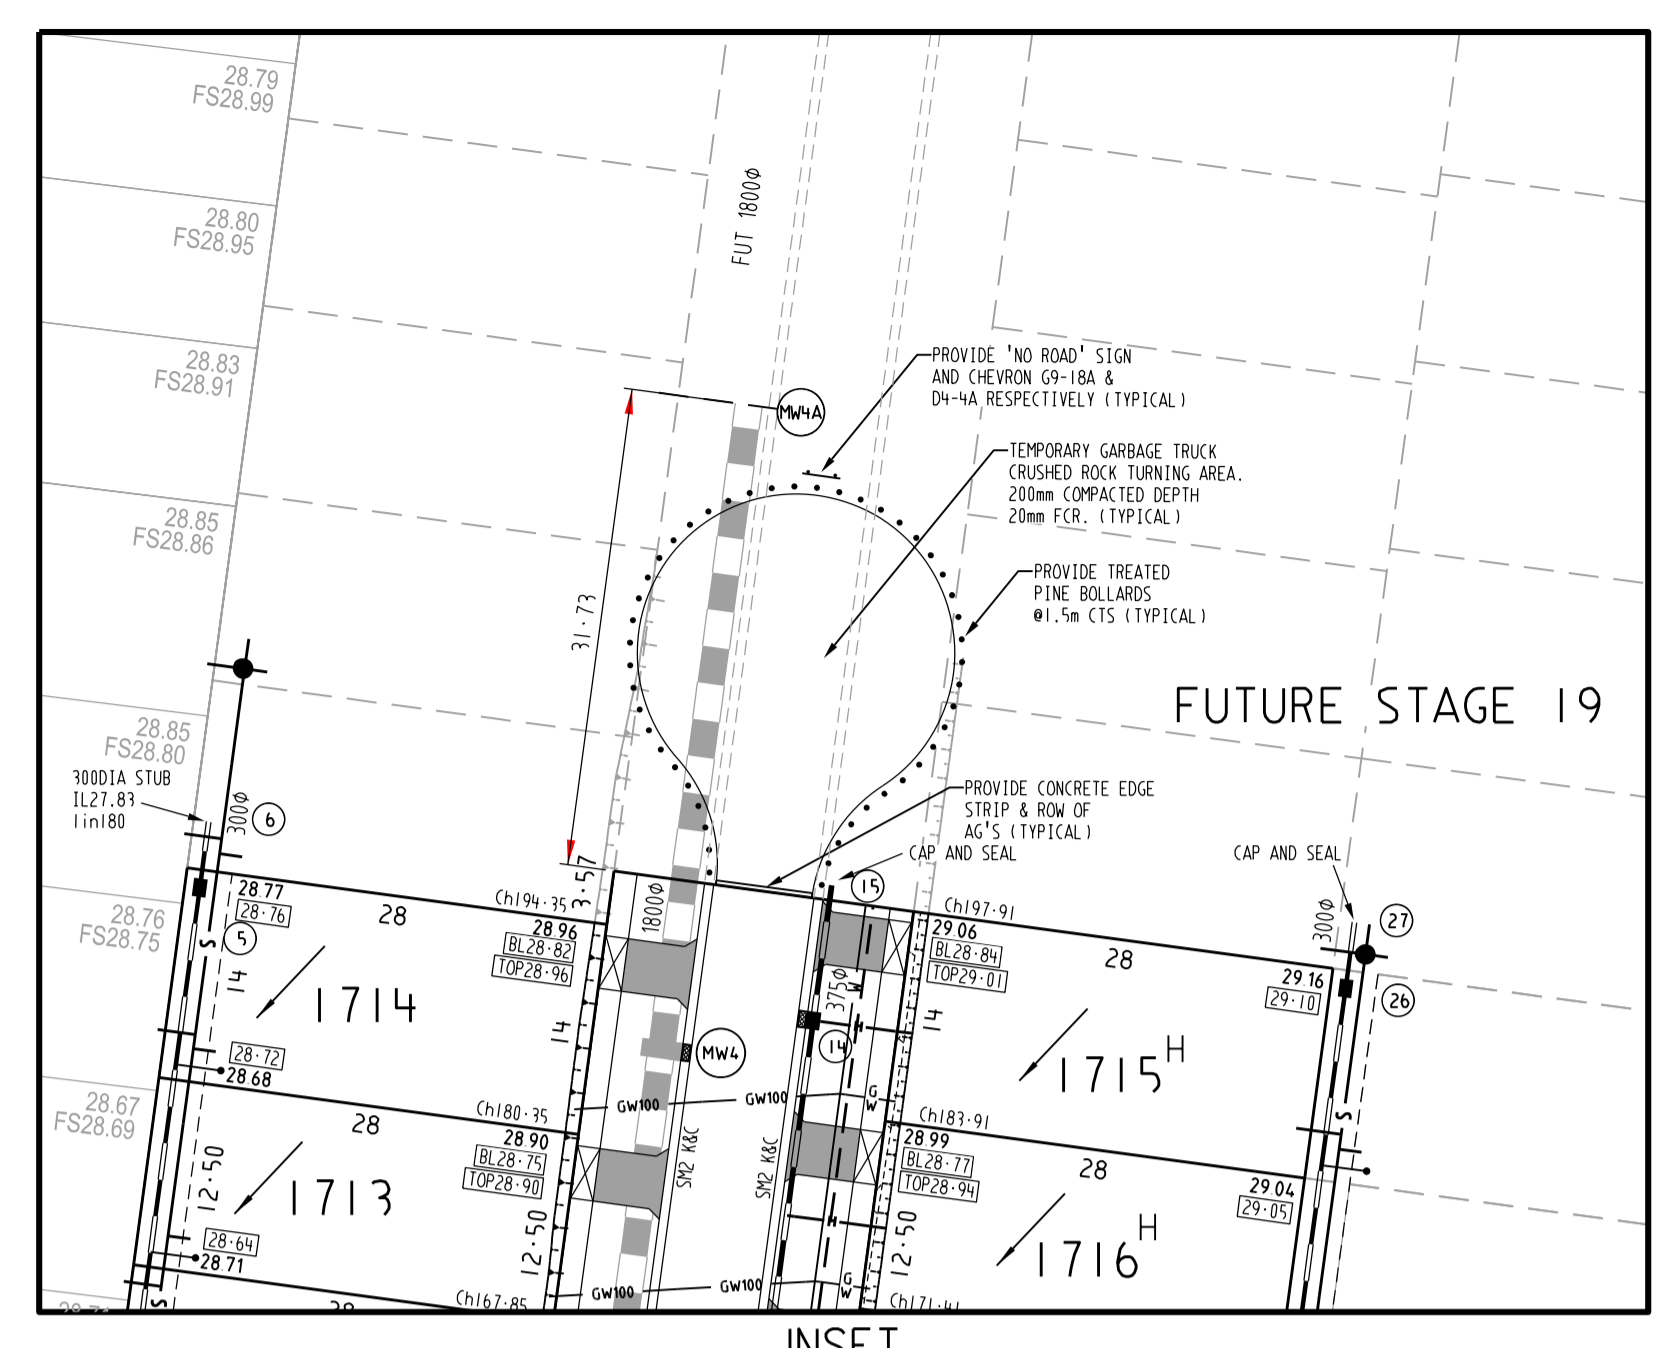 28.79
FS28.99
28.80
FS28.95
28.83
FS28.91
28.85
FS28.86
28.85
FS28.80
28.76
FS28.75
28.67
FS28.69
FUT 1800Ø
PROVIDE 'NO ROAD' SIGN
AND CHEVRON G9-18A &
D4-4A RESPECTIVELY (TYPICAL)
MW4A
TEMPORARY GARBAGE TRUCK
CRUSHED ROCK TURNING AREA.
200mm COMPACTED DEPTH
20mm FCR. (TYPICAL)
PROVIDE TREATED
PINE BOLLARDS
@1.5m CTS (TYPICAL)
31·73
FUTURE STAGE 19
300DIA STUB
IL27.83
1in180
300Ø
6
PROVIDE CONCRETE EDGE
STRIP & ROW OF
AG'S (TYPICAL)
CAP AND SEAL
CAP AND SEAL
3·57
15
27
300Ø
26
28.77
28·76
28
Ch194·35
28.96
BL28·82
TOP28·96
1800Ø
5
S
14
1714
14
28·72
28.68
Ch197·91
29.06
BL28·84
TOP29·01
28
29.16
29·10
375Ø
W
H
14
14
1715H
MW4
GW100
GW100
G
W
Ch180·35
28
28.90
BL28·75
TOP28·90
Ch183·91
28.99
BL28·77
TOP28·94
28
29.04
29·05
S
12·50
1713
12·50
28·64
28.71
SM2 K&C
SM2 K&C
H
12·50
1716H
GW100
GW100
G
W
Ch167·85
28
S
INSET